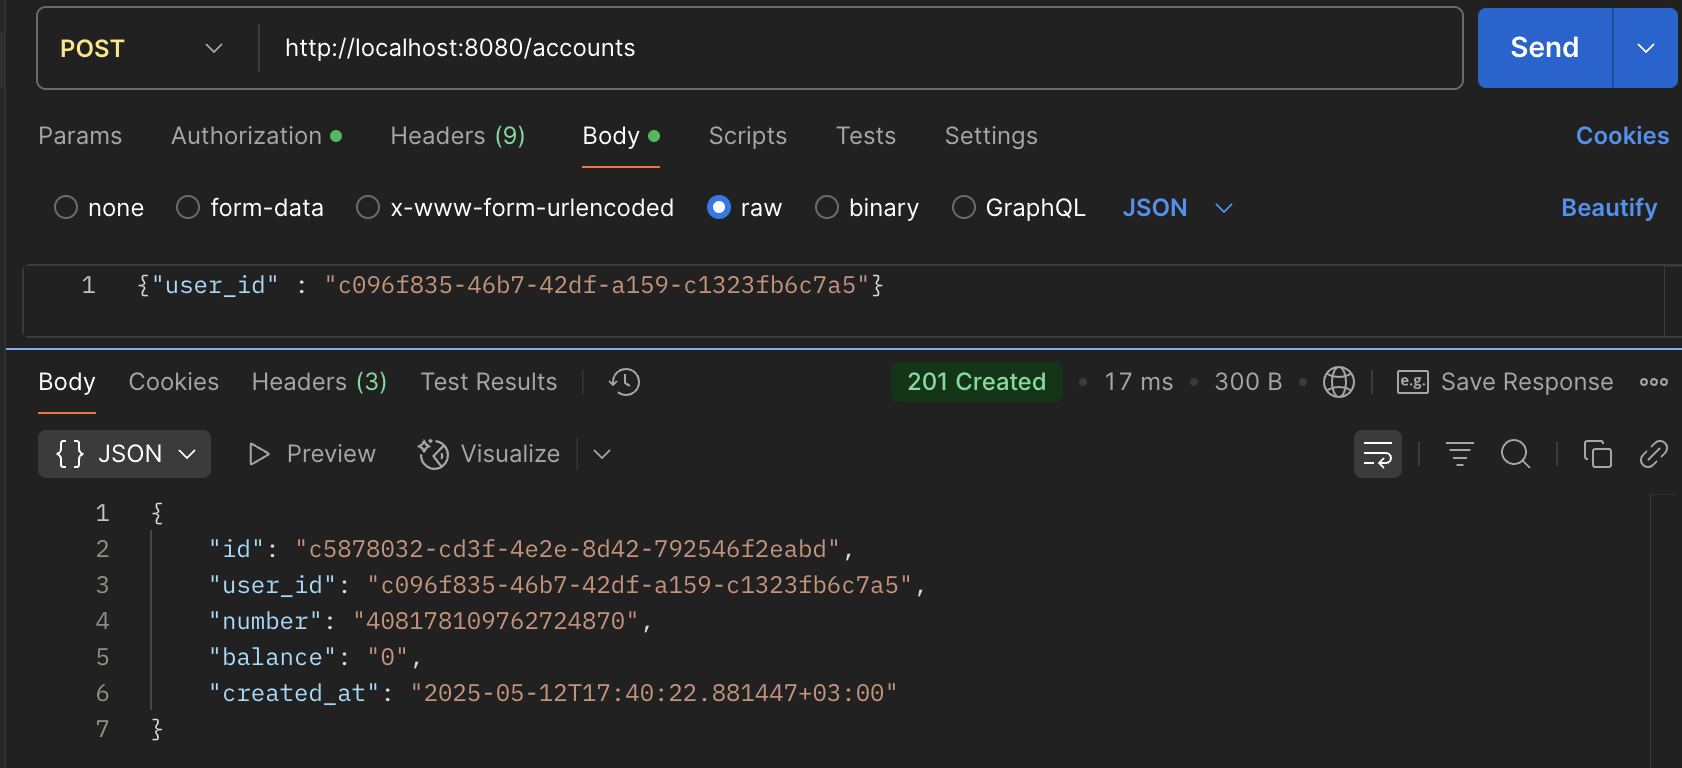 POST http://localhost:8080/accounts Send
Params Authorization Headers (9) Body Scripts Tests Settings Cookies
none form-data x-www-form-urlencoded raw binary GraphQL JSON Beautify
1 {"user_id" : "c096f835-46b7-42df-a159-c1323fb6c7a5"}
Body Cookies Headers (3) Test Results 201 Created 17 ms 300 B e.g. Save Response
{} JSON Preview Visualize
1 {
2 "id": "c5878032-cd3f-4e2e-8d42-792546f2eabd",
3 "user_id": "c096f835-46b7-42df-a159-c1323fb6c7a5",
4 "number": "408178109762724870",
5 "balance": "0",
6 "created_at": "2025-05-12T17:40:22.881447+03:00"
7 }